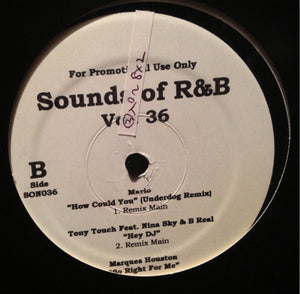 For Promotional Use Only
Sounds of R&B
36
B
Side
SON036
Mario
"How Could You" (Underdog Remix)
1. Remix Main
Tony Touch Feat. Nina Sky & B Real
"Hey DJ"
2. Remix Main
Marques Houston
"So Right For Me"